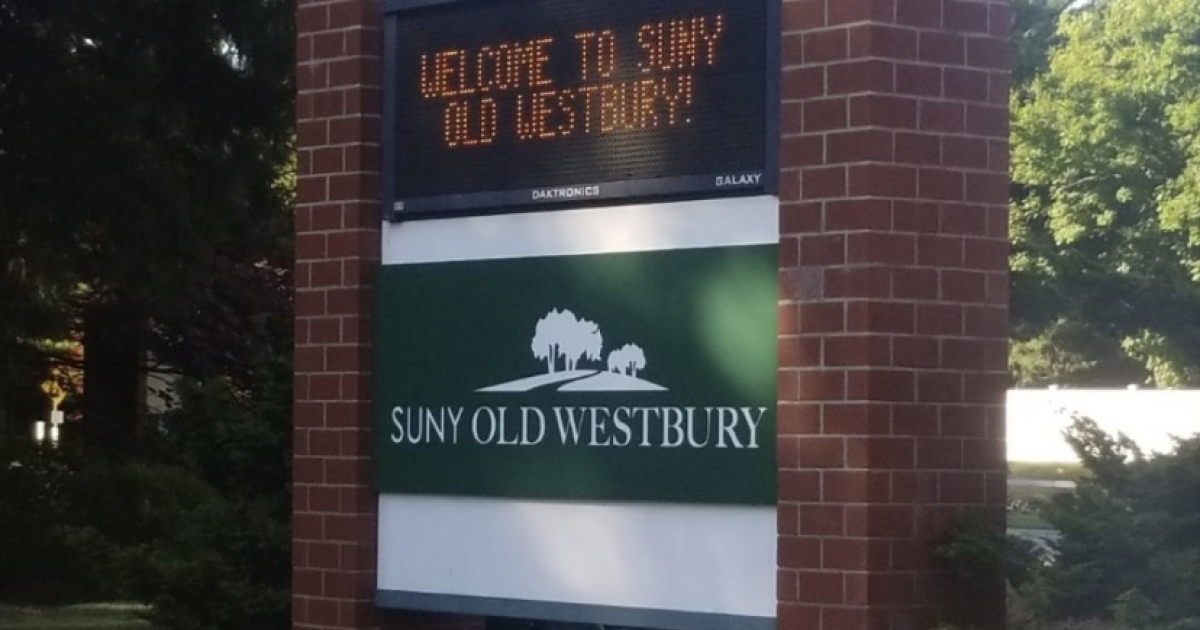 WELCOME TO SUNY
OLD WESTBURY!
DAKTRONICS
GALAXY
SUNY OLD WESTBURY